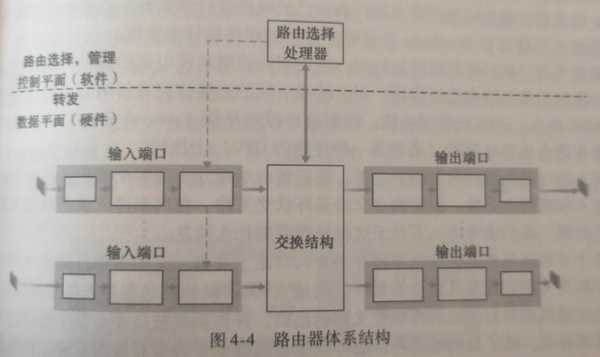 路由选择
处理器
路由选择，管理
控制平面（软件）
转发
数据平面（硬件）
输入端口
输出端口
交换结构
输入端口
输出端口
图 4-4 路由器体系结构